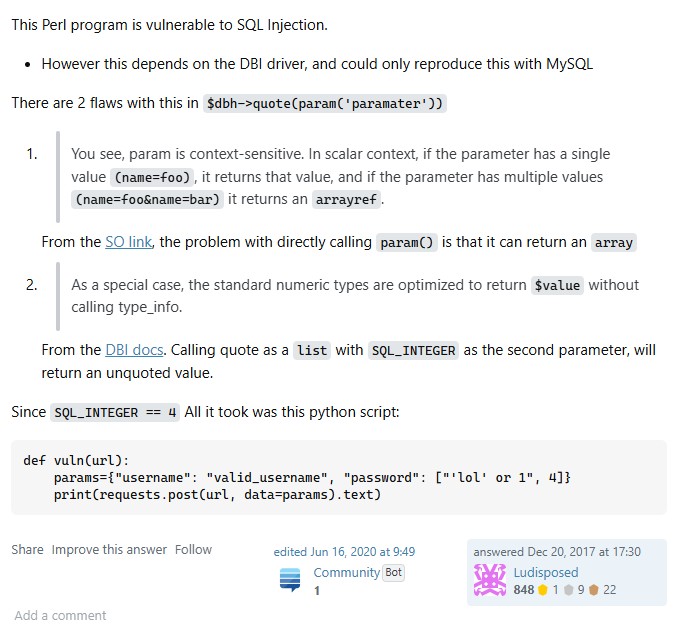 This Perl program is vulnerable to SQL Injection.
• However this depends on the DBI driver, and could only reproduce this with MySQL
There are 2 flaws with this in $dbh->quote(param('paramater'))
1. You see, param is context-sensitive. In scalar context, if the parameter has a single
value (name=foo), it returns that value, and if the parameter has multiple values
(name=foo&name=bar) it returns an arrayref.
From the SO link, the problem with directly calling param() is that it can return an array
2. As a special case, the standard numeric types are optimized to return $value without
calling type_info.
From the DBI docs. Calling quote as a list with SQL_INTEGER as the second parameter, will
return an unquoted value.
Since SQL_INTEGER == 4 All it took was this python script:
def vuln(url):
    params={"username": "valid_username", "password": ["'lol' or 1", 4]}
    print(requests.post(url, data=params).text)
Share Improve this answer Follow
edited Jun 16, 2020 at 9:49
Community Bot
1
answered Dec 20, 2017 at 17:30
Ludisposed
848 1 9 22
Add a comment